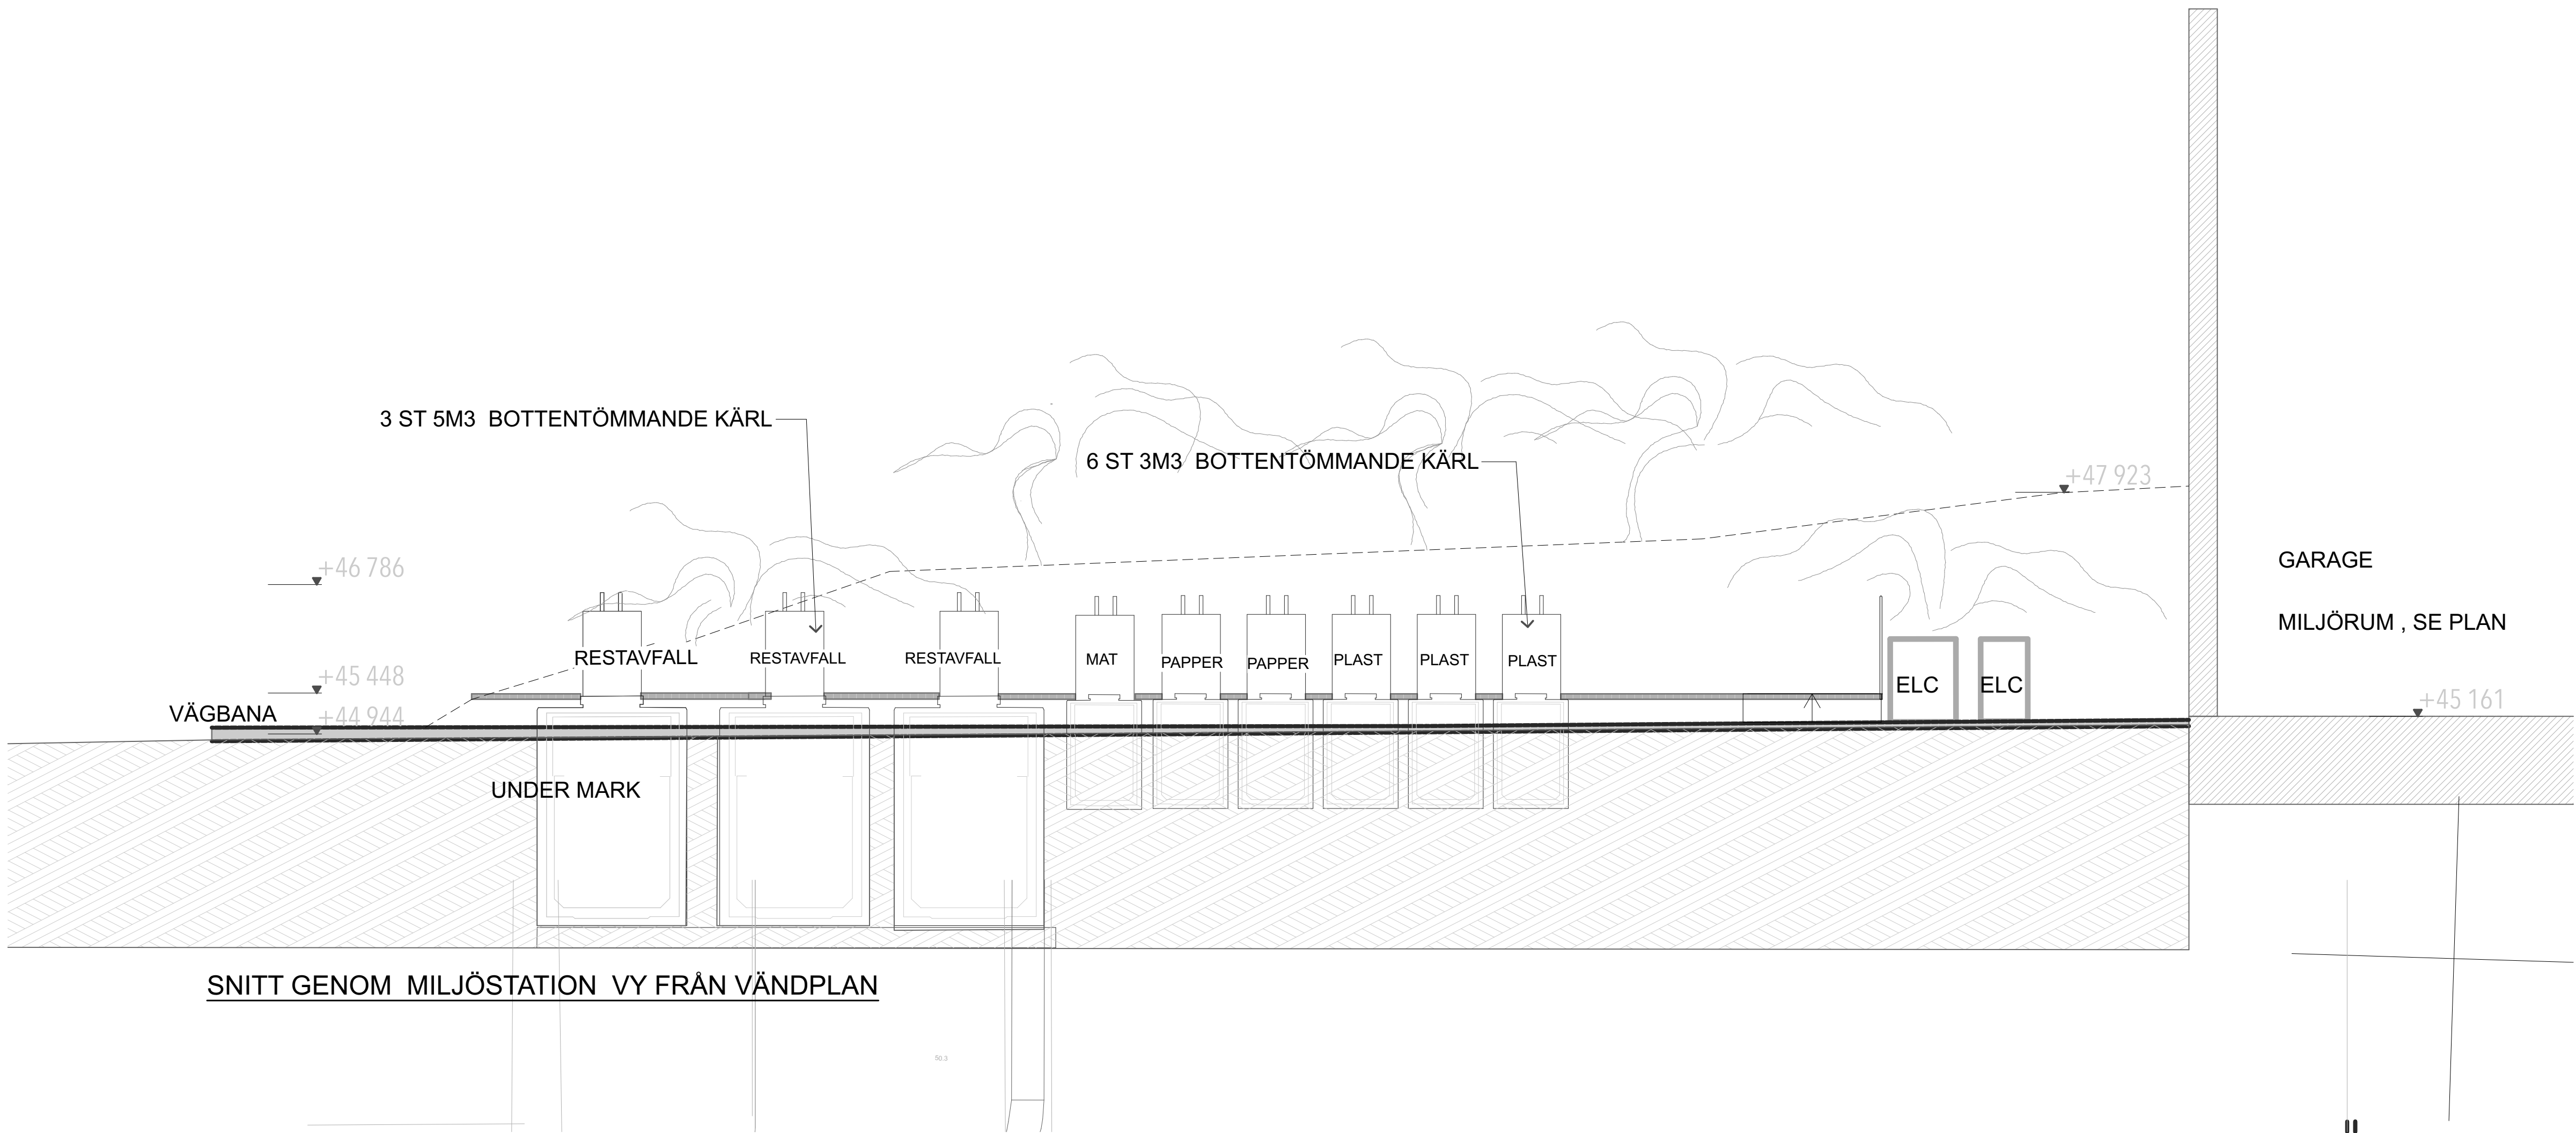 3 ST 5M3 BOTTENTÖMMANDE KÄRL
6 ST 3M3 BOTTENTÖMMANDE KÄRL
+47 923
+46 786
GARAGE
MILJÖRUM , SE PLAN
RESTAVFALL
RESTAVFALL
RESTAVFALL
MAT
PAPPER
PAPPER
PLAST
PLAST
PLAST
+45 448
ELC
ELC
+45 161
VÄGBANA
+44 944
UNDER MARK
SNITT GENOM MILJÖSTATION VY FRÅN VÄNDPLAN